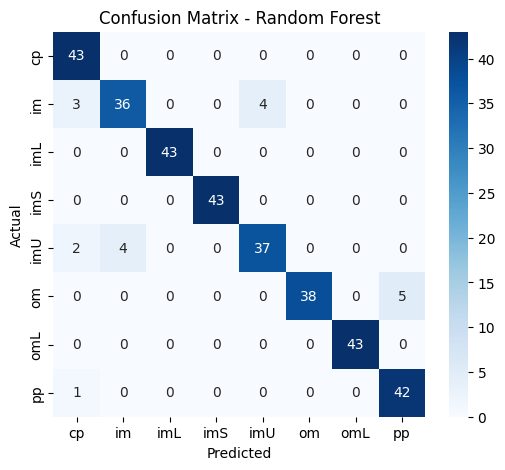 Confusion Matrix - Random Forest
cp 43 0 0 0 0 0 0 0
im 3 36 0 0 4 0 0 0
imL 0 0 43 0 0 0 0 0
imS 0 0 0 43 0 0 0 0
imU 2 4 0 0 37 0 0 0
om 0 0 0 0 0 38 0 5
omL 0 0 0 0 0 0 43 0
pp 1 0 0 0 0 0 0 42
cp im imL imS imU om omL pp
Predicted
Actual
40
35
30
25
20
15
10
5
0